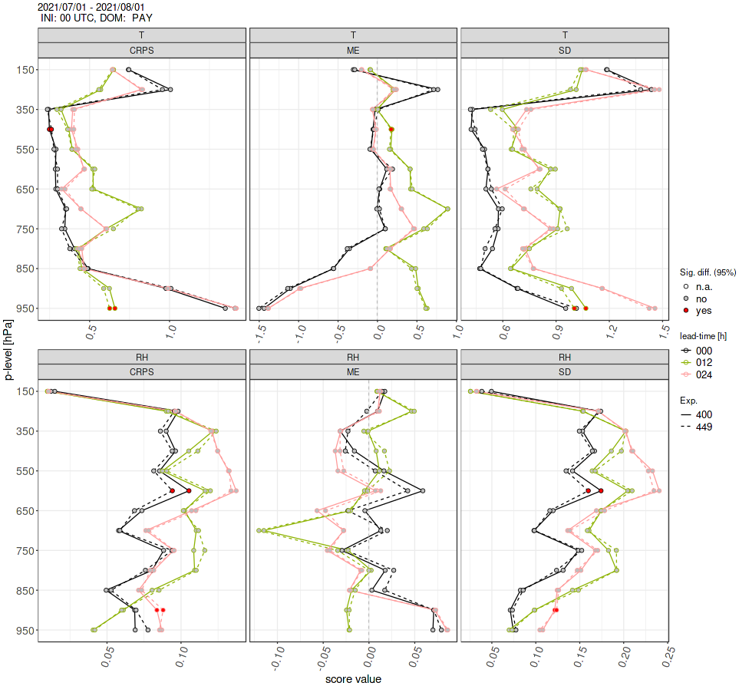 2021/07/01 - 2021/08/01
INI: 00 UTC, DOM: PAY
T T T
CRPS ME SD
150
350
550
650
750
850
950
0.5 1.0 -1.5 -1.0 -0.5 0.0 0.5 1.0 0.6 0.9 1.2 1.5
p-level [hPa]
RH RH RH
CRPS ME SD
150
350
550
650
750
850
950
0.05 0.10 -0.10 -0.05 0.00 0.05 0.05 0.10 0.15 0.20 0.25
score value
Sig. diff. (95%)
n.a.
no
yes
lead-time [h]
000
012
024
Exp.
400
449